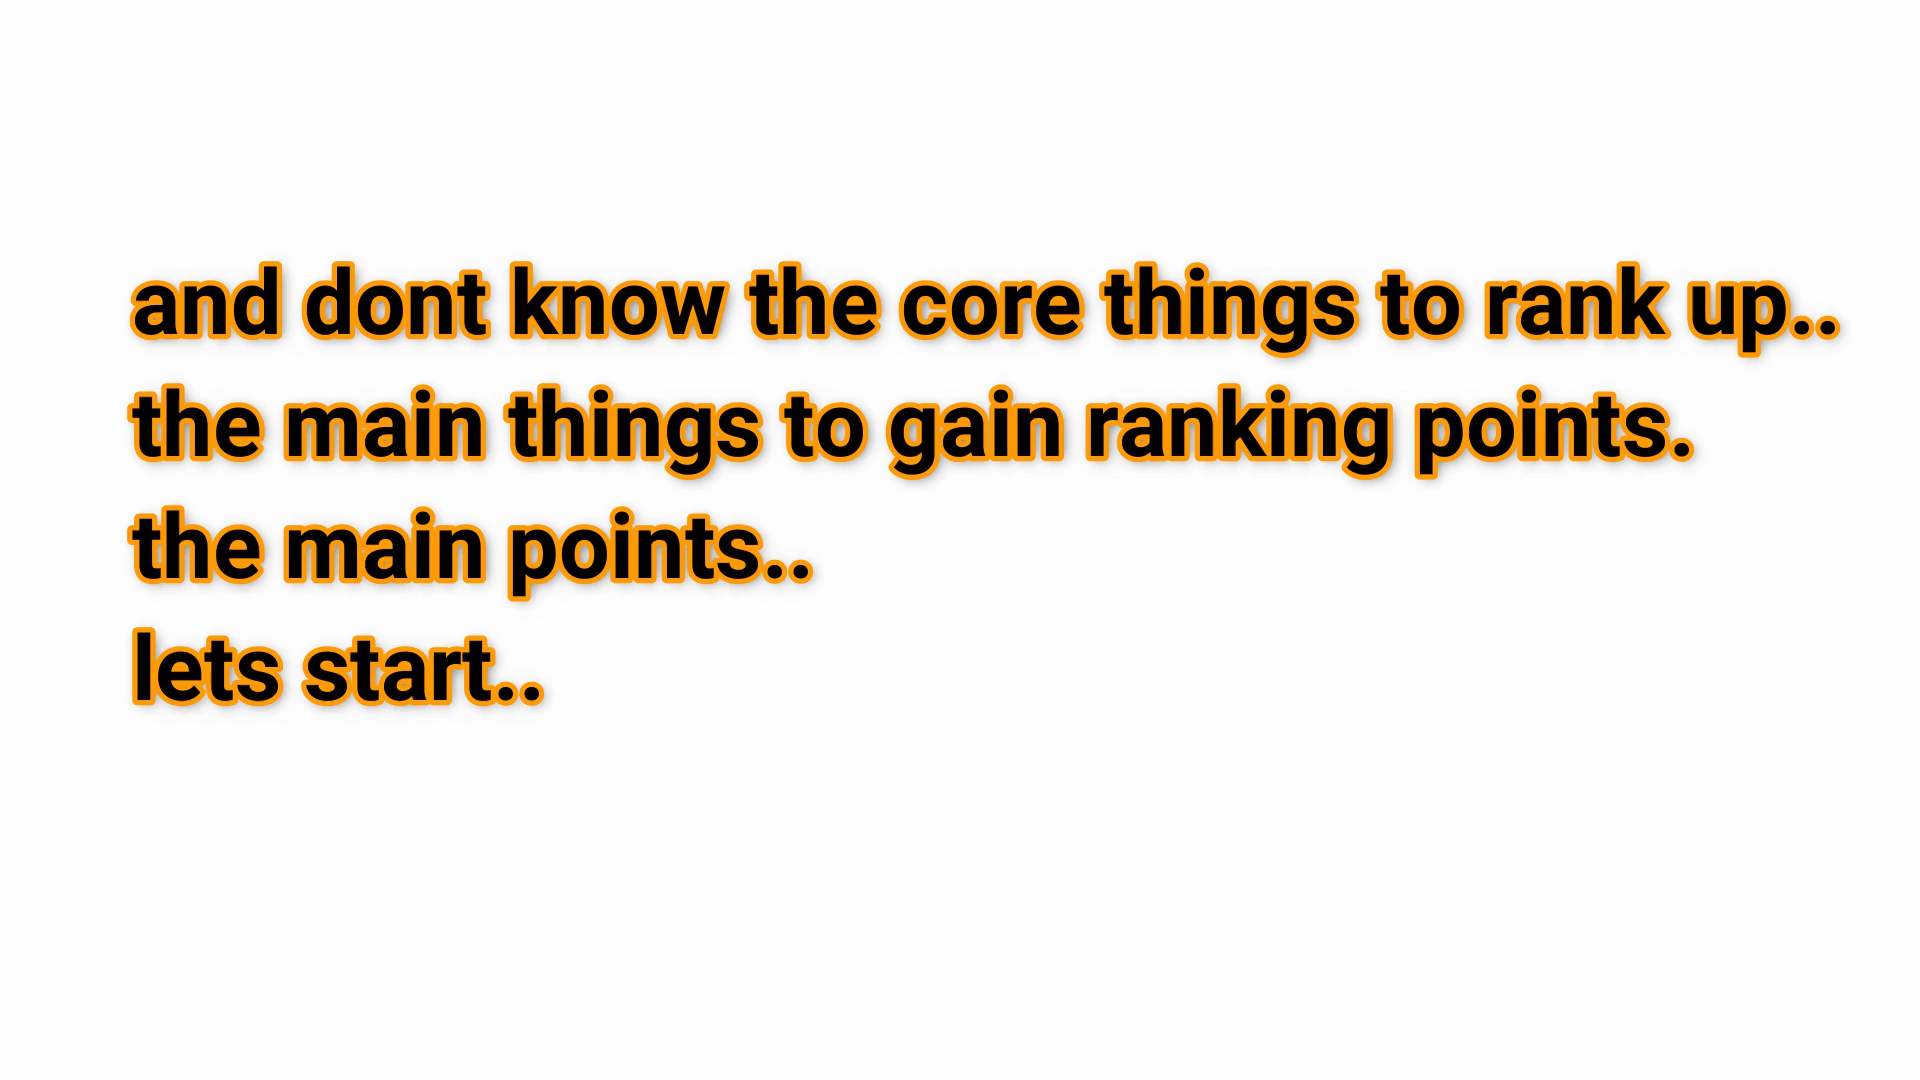 and dont know the core things to rank up..
the main things to gain ranking points.
the main points..
lets start..